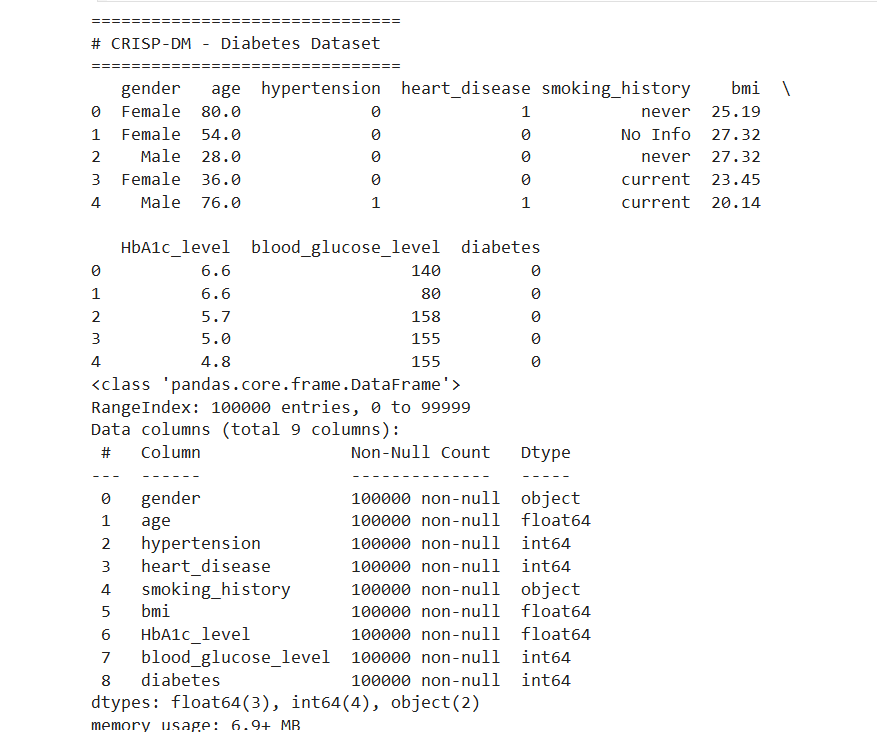 ===============================
# CRISP-DM - Diabetes Dataset
===============================
   gender   age  hypertension  heart_disease smoking_history    bmi  \
0  Female  80.0             0              1           never  25.19
1  Female  54.0             0              0         No Info  27.32
2    Male  28.0             0              0           never  27.32
3  Female  36.0             0              0         current  23.45
4    Male  76.0             1              1         current  20.14

   HbA1c_level  blood_glucose_level  diabetes
0          6.6                  140         0
1          6.6                   80         0
2          5.7                  158         0
3          5.0                  155         0
4          4.8                  155         0
<class 'pandas.core.frame.DataFrame'>
RangeIndex: 100000 entries, 0 to 99999
Data columns (total 9 columns):
 #   Column               Non-Null Count   Dtype
---  ------               --------------   -----
 0   gender               100000 non-null  object
 1   age                  100000 non-null  float64
 2   hypertension         100000 non-null  int64
 3   heart_disease        100000 non-null  int64
 4   smoking_history      100000 non-null  object
 5   bmi                  100000 non-null  float64
 6   HbA1c_level          100000 non-null  float64
 7   blood_glucose_level  100000 non-null  int64
 8   diabetes             100000 non-null  int64
dtypes: float64(3), int64(4), object(2)
memory usage: 6.9+ MB